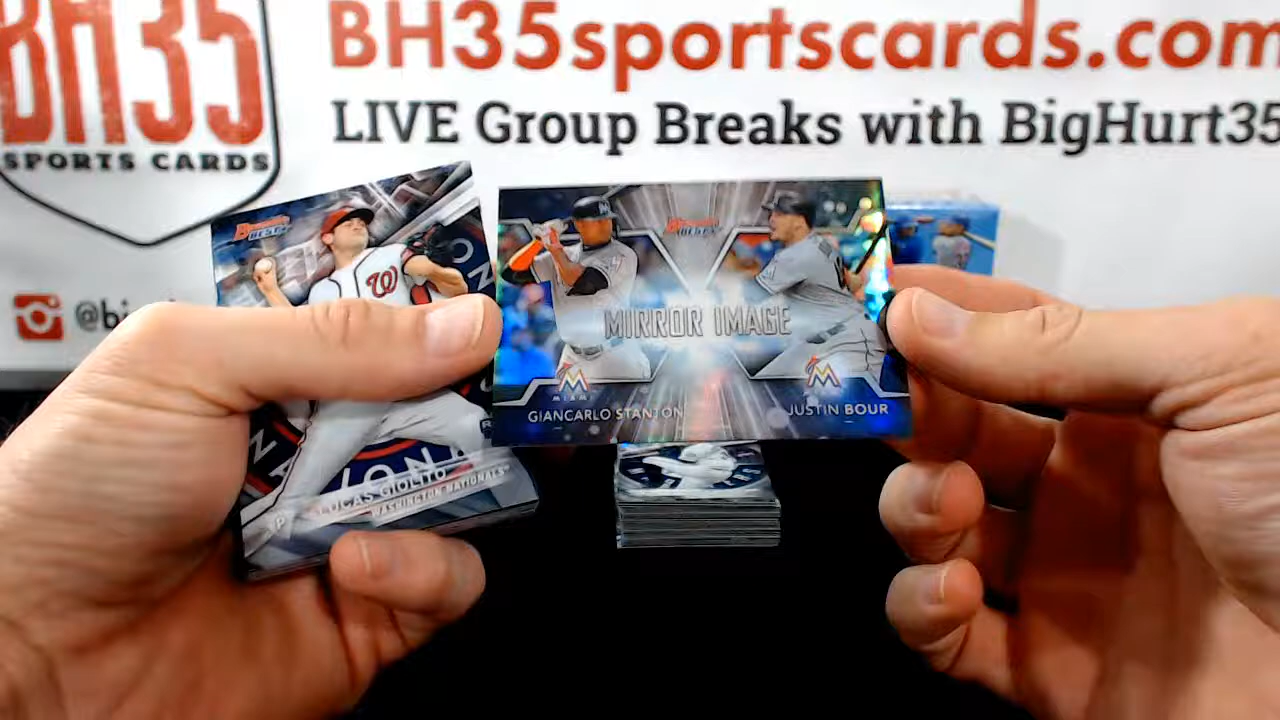 BH35
SPORTS CARDS
BH35sportscards.com
LIVE Group Breaks with BigHurt35
Bowman's
BEST
W
LUCAS GIOLITO
WASHINGTON NATIONALS
Bowman's
BEST
MIRROR IMAGE
MIAMI
GIANCARLO STANTON
JUSTIN BOUR